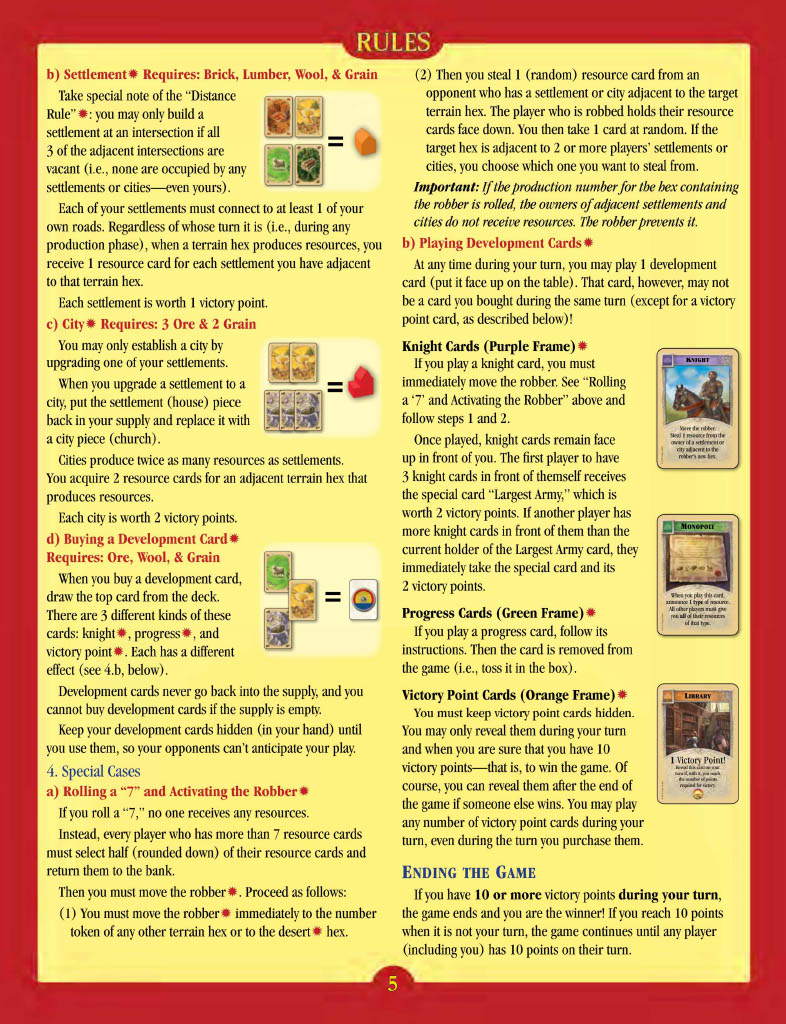 RULES
b) Settlement✹ Requires: Brick, Lumber, Wool, & Grain
Take special note of the “Distance
Rule”✹: you may only build a
settlement at an intersection if all
3 of the adjacent intersections are
vacant (i.e., none are occupied by any
settlements or cities—even yours).
=
Each of your settlements must connect to at least 1 of your
own roads. Regardless of whose turn it is (i.e., during any
production phase), when a terrain hex produces resources, you
receive 1 resource card for each settlement you have adjacent
to that terrain hex.
Each settlement is worth 1 victory point.
c) City✹ Requires: 3 Ore & 2 Grain
You may only establish a city by
upgrading one of your settlements.
When you upgrade a settlement to a
city, put the settlement (house) piece
back in your supply and replace it with
a city piece (church).
=
Cities produce twice as many resources as settlements.
You acquire 2 resource cards for an adjacent terrain hex that
produces resources.
Each city is worth 2 victory points.
d) Buying a Development Card✹
Requires: Ore, Wool, & Grain
When you buy a development card,
draw the top card from the deck.
There are 3 different kinds of these
cards: knight✹, progress✹, and
victory point✹. Each has a different
effect (see 4.b, below).
=
Development cards never go back into the supply, and you
cannot buy development cards if the supply is empty.
Keep your development cards hidden (in your hand) until
you use them, so your opponents can’t anticipate your play.
4. Special Cases
a) Rolling a “7” and Activating the Robber✹
If you roll a “7,” no one receives any resources.
Instead, every player who has more than 7 resource cards
must select half (rounded down) of their resource cards and
return them to the bank.
Then you must move the robber✹. Proceed as follows:
(1) You must move the robber✹ immediately to the number
token of any other terrain hex or to the desert✹ hex.
(2) Then you steal 1 (random) resource card from an
opponent who has a settlement or city adjacent to the target
terrain hex. The player who is robbed holds their resource
cards face down. You then take 1 card at random. If the
target hex is adjacent to 2 or more players’ settlements or
cities, you choose which one you want to steal from.
Important: If the production number for the hex containing
the robber is rolled, the owners of adjacent settlements and
cities do not receive resources. The robber prevents it.
b) Playing Development Cards✹
At any time during your turn, you may play 1 development
card (put it face up on the table). That card, however, may not
be a card you bought during the same turn (except for a victory
point card, as described below)!
Knight Cards (Purple Frame)✹
If you play a knight card, you must
immediately move the robber. See “Rolling
a ‘7’ and Activating the Robber” above and
follow steps 1 and 2.
Once played, knight cards remain face
up in front of you. The first player to have
3 knight cards in front of themself receives
the special card “Largest Army,” which is
worth 2 victory points. If another player has
more knight cards in front of them than the
current holder of the Largest Army card, they
immediately take the special card and its
2 victory points.
KNIGHT
Move the robber.
Steal 1 resource from the
owner of a settlement or
city adjacent to the
robber’s new hex.
MONOPOLY
When you play this card,
announce 1 type of resource.
All other players must give
you all of their resources
of that type.
Progress Cards (Green Frame)✹
If you play a progress card, follow its
instructions. Then the card is removed from
the game (i.e., toss it in the box).
Victory Point Cards (Orange Frame)✹
You must keep victory point cards hidden.
You may only reveal them during your turn
and when you are sure that you have 10
victory points—that is, to win the game. Of
course, you can reveal them after the end of
the game if someone else wins. You may play
any number of victory point cards during your
turn, even during the turn you purchase them.
LIBRARY
1 Victory Point!
Reveal this card on your
turn if, with it, you reach
the number of points
required for victory.
ENDING THE GAME
If you have 10 or more victory points during your turn,
the game ends and you are the winner! If you reach 10 points
when it is not your turn, the game continues until any player
(including you) has 10 points on their turn.
5